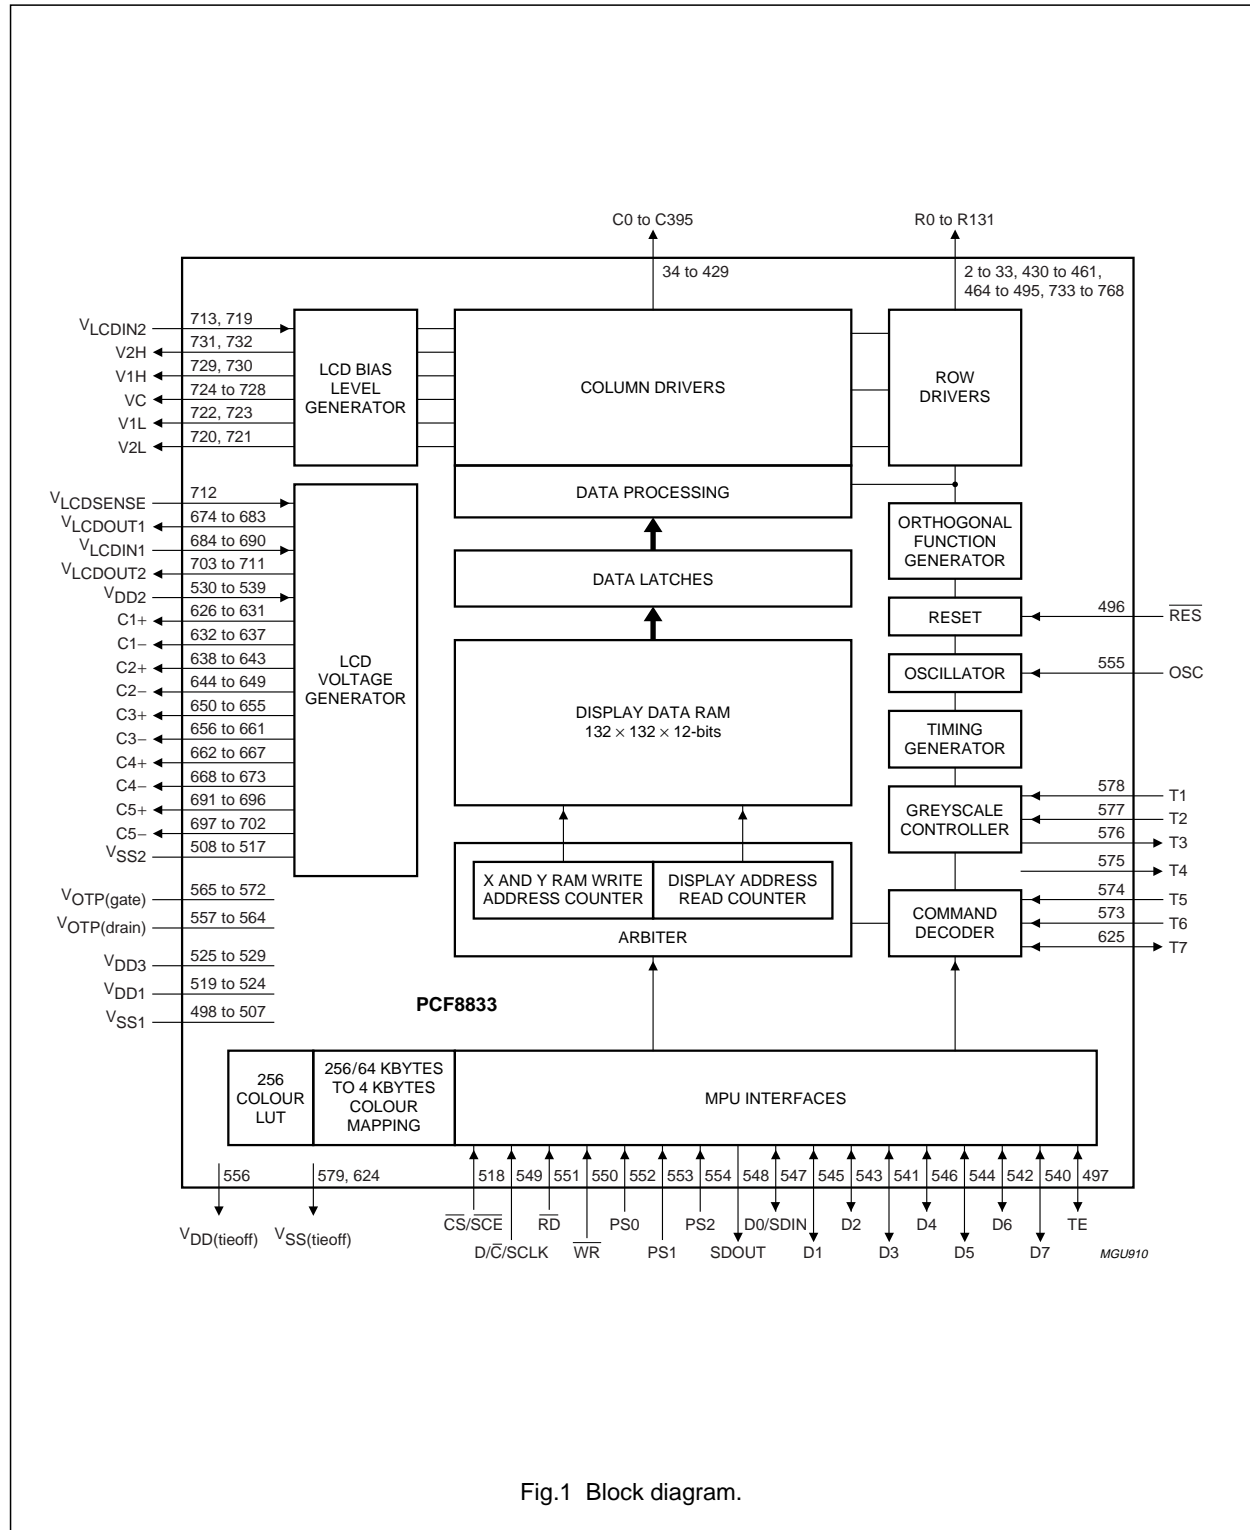 C0 to C395
R0 to R131
34 to 429
2 to 33, 430 to 461,
464 to 495, 733 to 768
VLCDIN2 713, 719
V2H 731, 732
V1H 729, 730
VC 724 to 728
V1L 722, 723
V2L 720, 721
LCD BIAS
LEVEL
GENERATOR
COLUMN DRIVERS
ROW
DRIVERS
DATA PROCESSING
VLCDSENSE 712
VLCDOUT1 674 to 683
VLCDIN1 684 to 690
VLCDOUT2 703 to 711
VDD2 530 to 539
C1+ 626 to 631
C1− 632 to 637
C2+ 638 to 643
C2− 644 to 649
C3+ 650 to 655
C3− 656 to 661
C4+ 662 to 667
C4− 668 to 673
C5+ 691 to 696
C5− 697 to 702
VSS2 508 to 517
LCD
VOLTAGE
GENERATOR
DATA LATCHES
DISPLAY DATA RAM
132 × 132 × 12-bits
ORTHOGONAL
FUNCTION
GENERATOR
RESET
496 R̅E̅S̅
OSCILLATOR
555 OSC
TIMING
GENERATOR
GREYSCALE
CONTROLLER
578 T1
577 T2
576 T3
575 T4
574 T5
573 T6
625 T7
COMMAND
DECODER
X AND Y RAM WRITE
ADDRESS COUNTER
DISPLAY ADDRESS
READ COUNTER
ARBITER
VOTP(gate) 565 to 572
VOTP(drain) 557 to 564
VDD3 525 to 529
VDD1 519 to 524
VSS1 498 to 507
PCF8833
256
COLOUR
LUT
256/64 KBYTES
TO 4 KBYTES
COLOUR
MAPPING
MPU INTERFACES
556 579, 624 518 549 551 550 552 553 554 548 547 545 543 541 546 544 542 540 497
VDD(tieoff) VSS(tieoff)
C̅S̅/S̅C̅E̅ R̅D̅ PS0 PS2 D0/SDIN D2 D4 D6 TE
D/C̅/SCLK W̅R̅ PS1 SDOUT D1 D3 D5 D7
MGU910
Fig.1 Block diagram.